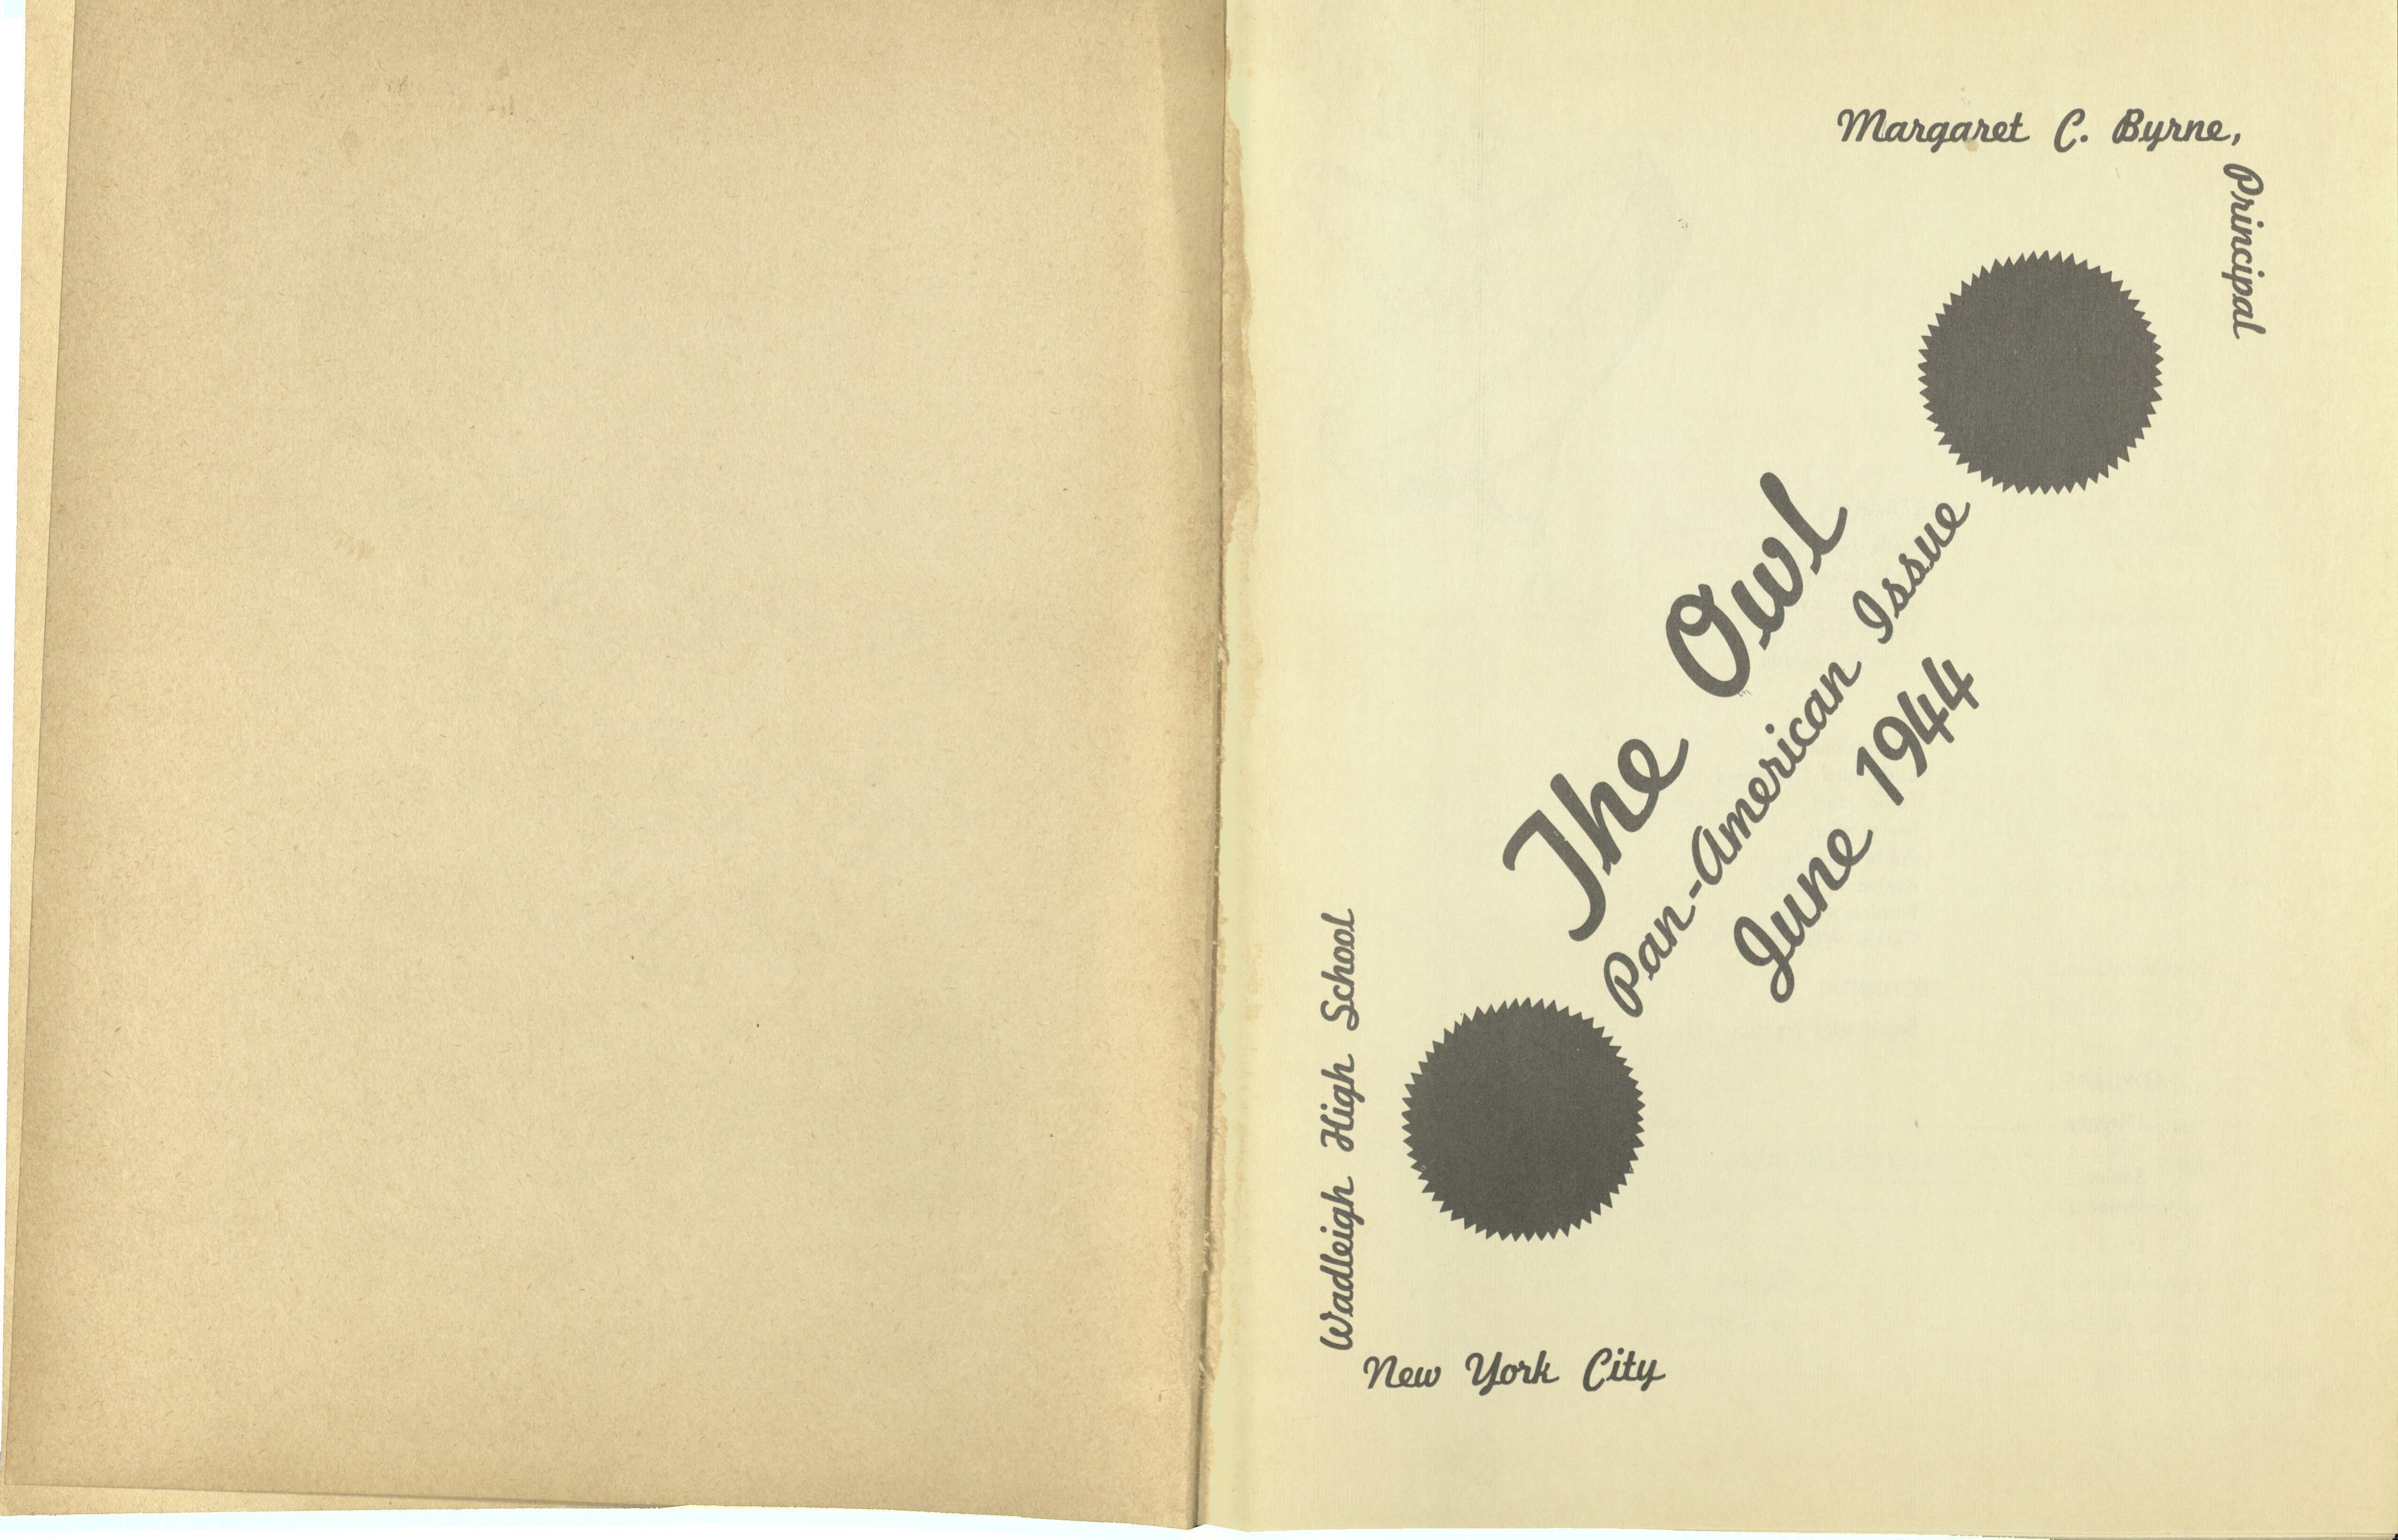 Margaret C. Byrne,
Principal
The Owl
Pan-American Issue
June 1944
Wadleigh High School
New York City